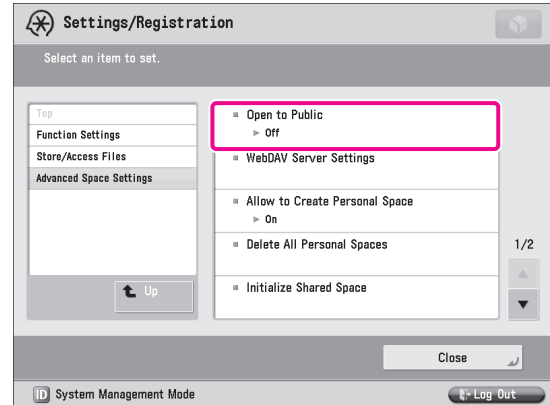 Settings/Registration
Select an item to set.
Top
Function Settings
Store/Access Files
Advanced Space Settings
Up
Open to Public
► Off
WebDAV Server Settings
Allow to Create Personal Space
► On
Delete All Personal Spaces
Initialize Shared Space
1/2
Close
ID System Management Mode
Log Out